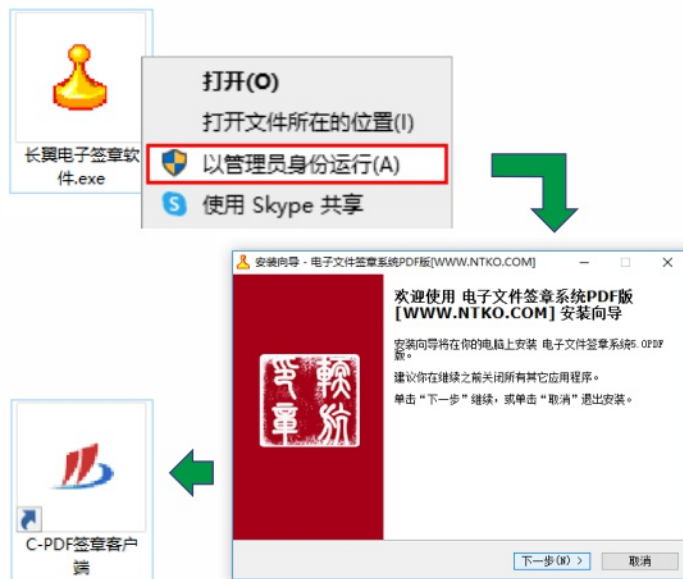 长翼电子签章软
件.exe
打开(O)
打开文件所在的位置(I)
以管理员身份运行(A)
使用 Skype 共享
安装向导 - 电子文件签章系统PDF版[WWW.NTKO.COM]
欢迎使用 电子文件签章系统PDF版
[WWW.NTKO.COM] 安装向导
安装向导将在你的电脑上安装 电子文件签章系统5.0PDF
版。
建议你在继续之前关闭所有其它应用程序。
单击“下一步”继续，或单击“取消”退出安装。
下一步(N) >
取消
C-PDF签章客户
端